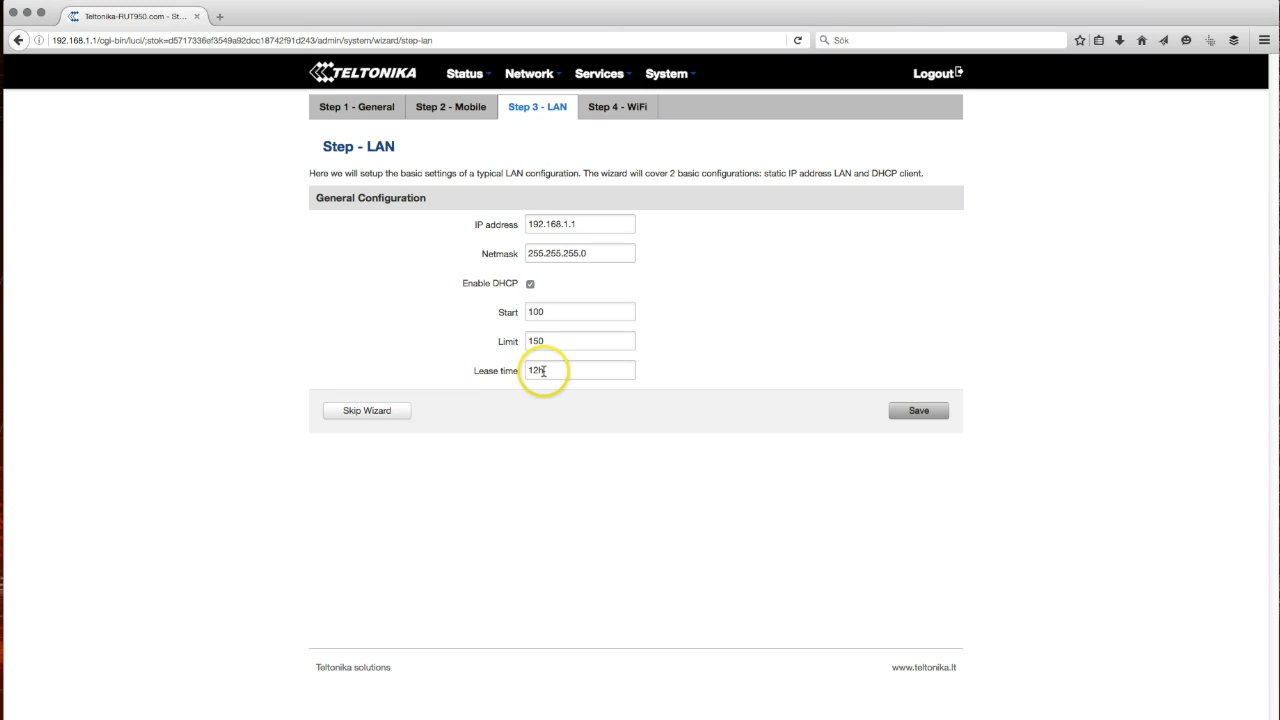 Teltonika-RUT950.com - St...
192.168.1.1/cgi-bin/luci/;stok=d5717336ef3549a92dcc18742f91d243/admin/system/wizard/step-lan
Sök
TELTONIKA Status Network Services System Logout
Step 1 - General Step 2 - Mobile Step 3 - LAN Step 4 - WiFi
Step - LAN
Here we will setup the basic settings of a typical LAN configuration. The wizard will cover 2 basic configurations: static IP address LAN and DHCP client.
General Configuration
IP address 192.168.1.1
Netmask 255.255.255.0
Enable DHCP
Start 100
Limit 150
Lease time 12h
Skip Wizard Save
Teltonika solutions www.teltonika.lt